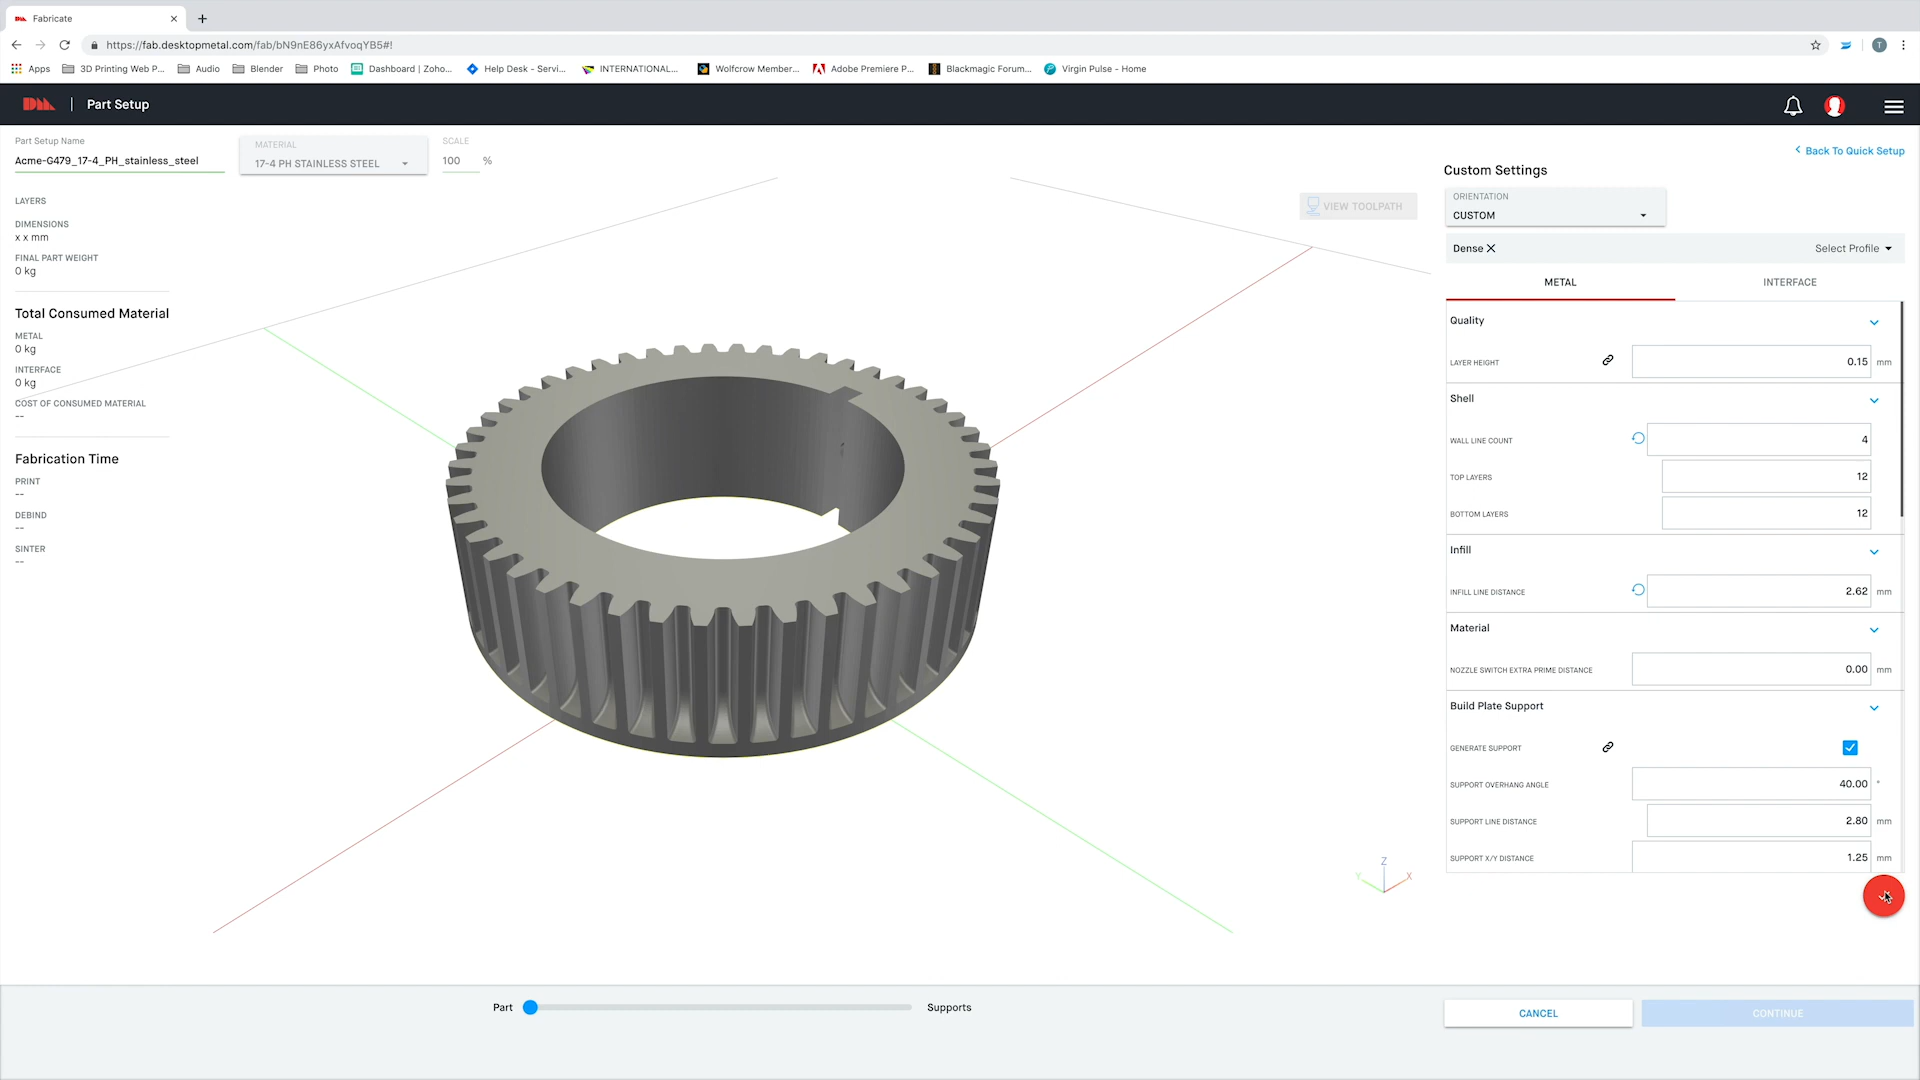 Fabricate
https://fab.desktopmetal.com/fab/bN9nE86yxAfvoqYB5#!
T
Apps 3D Printing Web P... Audio Blender Photo Dashboard | Zoho... Help Desk - Servi... INTERNATIONAL... Wolfcrow Member... Adobe Premiere P... Blackmagic Forum... Virgin Pulse - Home
DM | Part Setup
Part Setup Name
Acme-G479_17-4_PH_stainless_steel
MATERIAL
17-4 PH STAINLESS STEEL
SCALE
100 %
LAYERS
DIMENSIONS
x x mm
FINAL PART WEIGHT
0 kg
Total Consumed Material
METAL
0 kg
INTERFACE
0 kg
COST OF CONSUMED MATERIAL
--
Fabrication Time
PRINT
--
DEBIND
--
SINTER
--
VIEW TOOLPATH
Z
Y
X
Back To Quick Setup
Custom Settings
ORIENTATION
CUSTOM
Dense
Select Profile
METAL
INTERFACE
Quality
LAYER HEIGHT 0.15 mm
Shell
WALL LINE COUNT 4
TOP LAYERS 12
BOTTOM LAYERS 12
Infill
INFILL LINE DISTANCE 2.62 mm
Material
NOZZLE SWITCH EXTRA PRIME DISTANCE 0.00 mm
Build Plate Support
GENERATE SUPPORT
SUPPORT OVERHANG ANGLE 40.00 °
SUPPORT LINE DISTANCE 2.80 mm
SUPPORT X/Y DISTANCE 1.25 mm
Part
Supports
CANCEL
CONTINUE